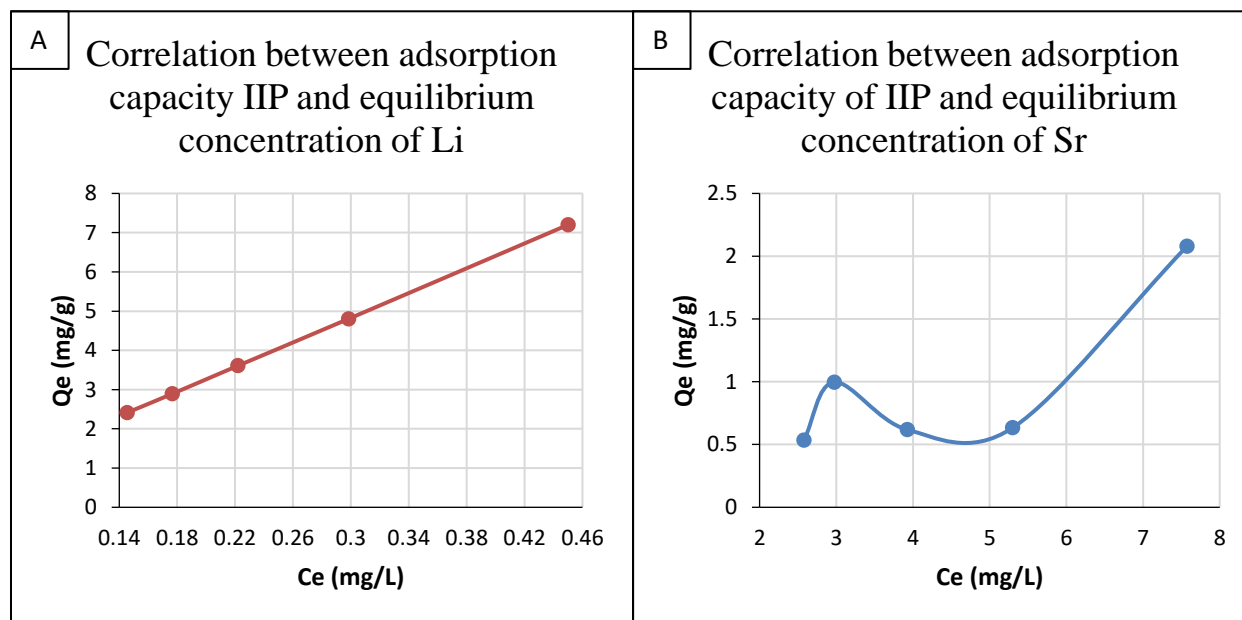 A
Correlation between adsorption
capacity IIP and equilibrium
concentration of Li
8
7
6
5
4
3
2
1
0
Qe (mg/g)
0.14 0.18 0.22 0.26 0.3 0.34 0.38 0.42 0.46
Ce (mg/L)
B
Correlation between adsorption
capacity of IIP and equilibrium
concentration of Sr
2.5
2
1.5
1
0.5
0
Qe (mg/g)
2 3 4 5 6 7 8
Ce (mg/L)